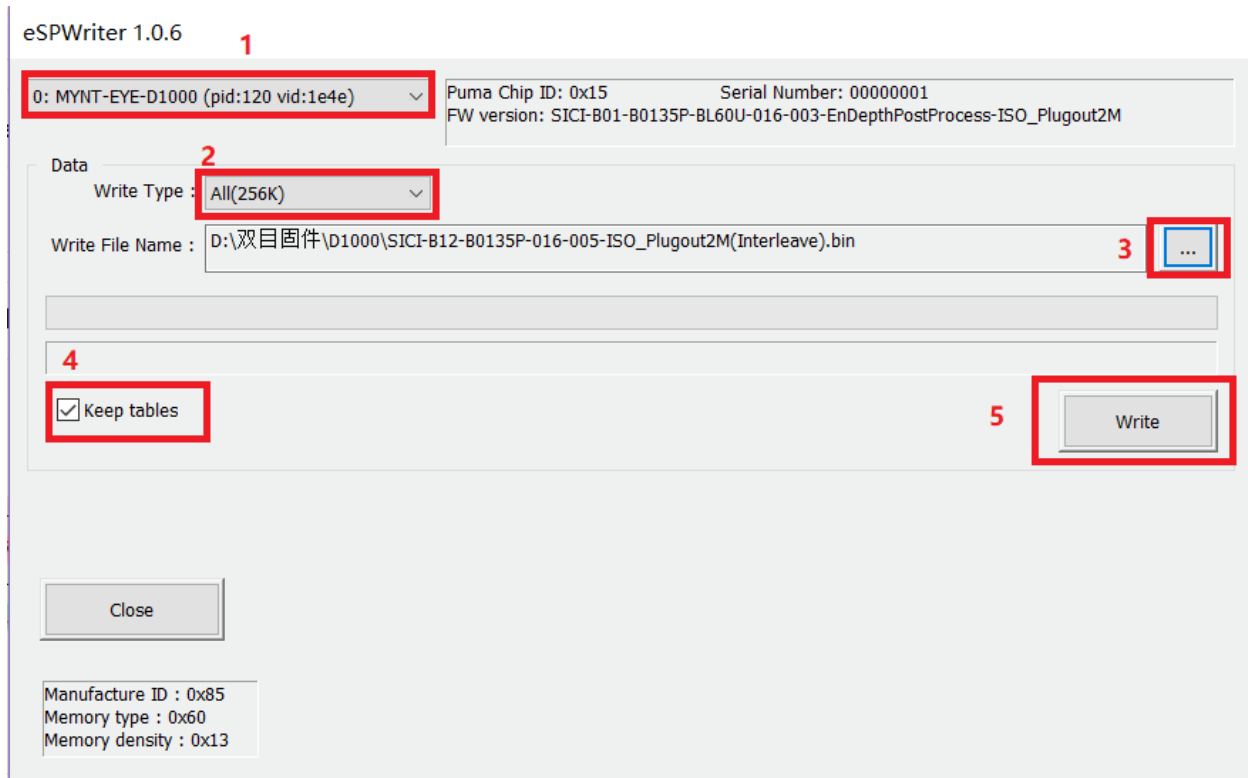 eSPWriter 1.0.6
1
0: MYNT-EYE-D1000 (pid:120 vid:1e4e)
Puma Chip ID: 0x15 Serial Number: 00000001
FW version: SICI-B01-B0135P-BL60U-016-003-EnDepthPostProcess-ISO_Plugout2M
Data
2
Write Type : All(256K)
Write File Name : D:\双目固件\D1000\SICI-B12-B0135P-016-005-ISO_Plugout2M(Interleave).bin
3 ...
4
Keep tables
5 Write
Close
Manufacture ID : 0x85
Memory type : 0x60
Memory density : 0x13